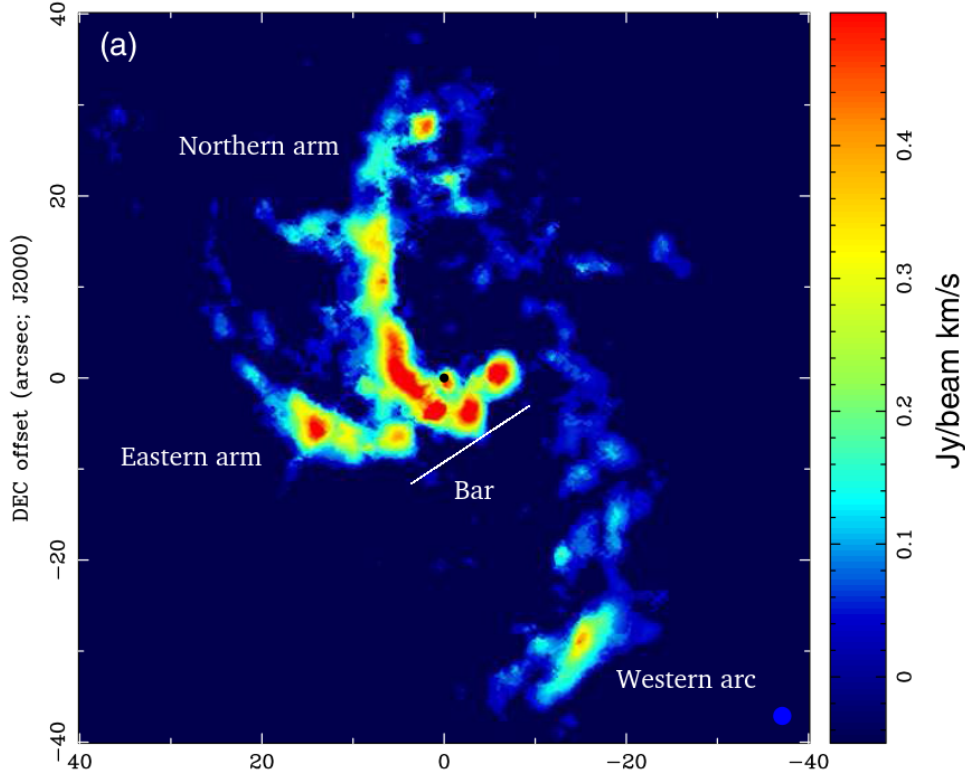 (a)
Northern arm
Eastern arm
Bar
Western arc
DEC offset (arcsec; J2000)
40
20
0
−20
−40
40
20
0
−20
−40
0.4
0.3
0.2
0.1
0
Jy/beam km/s